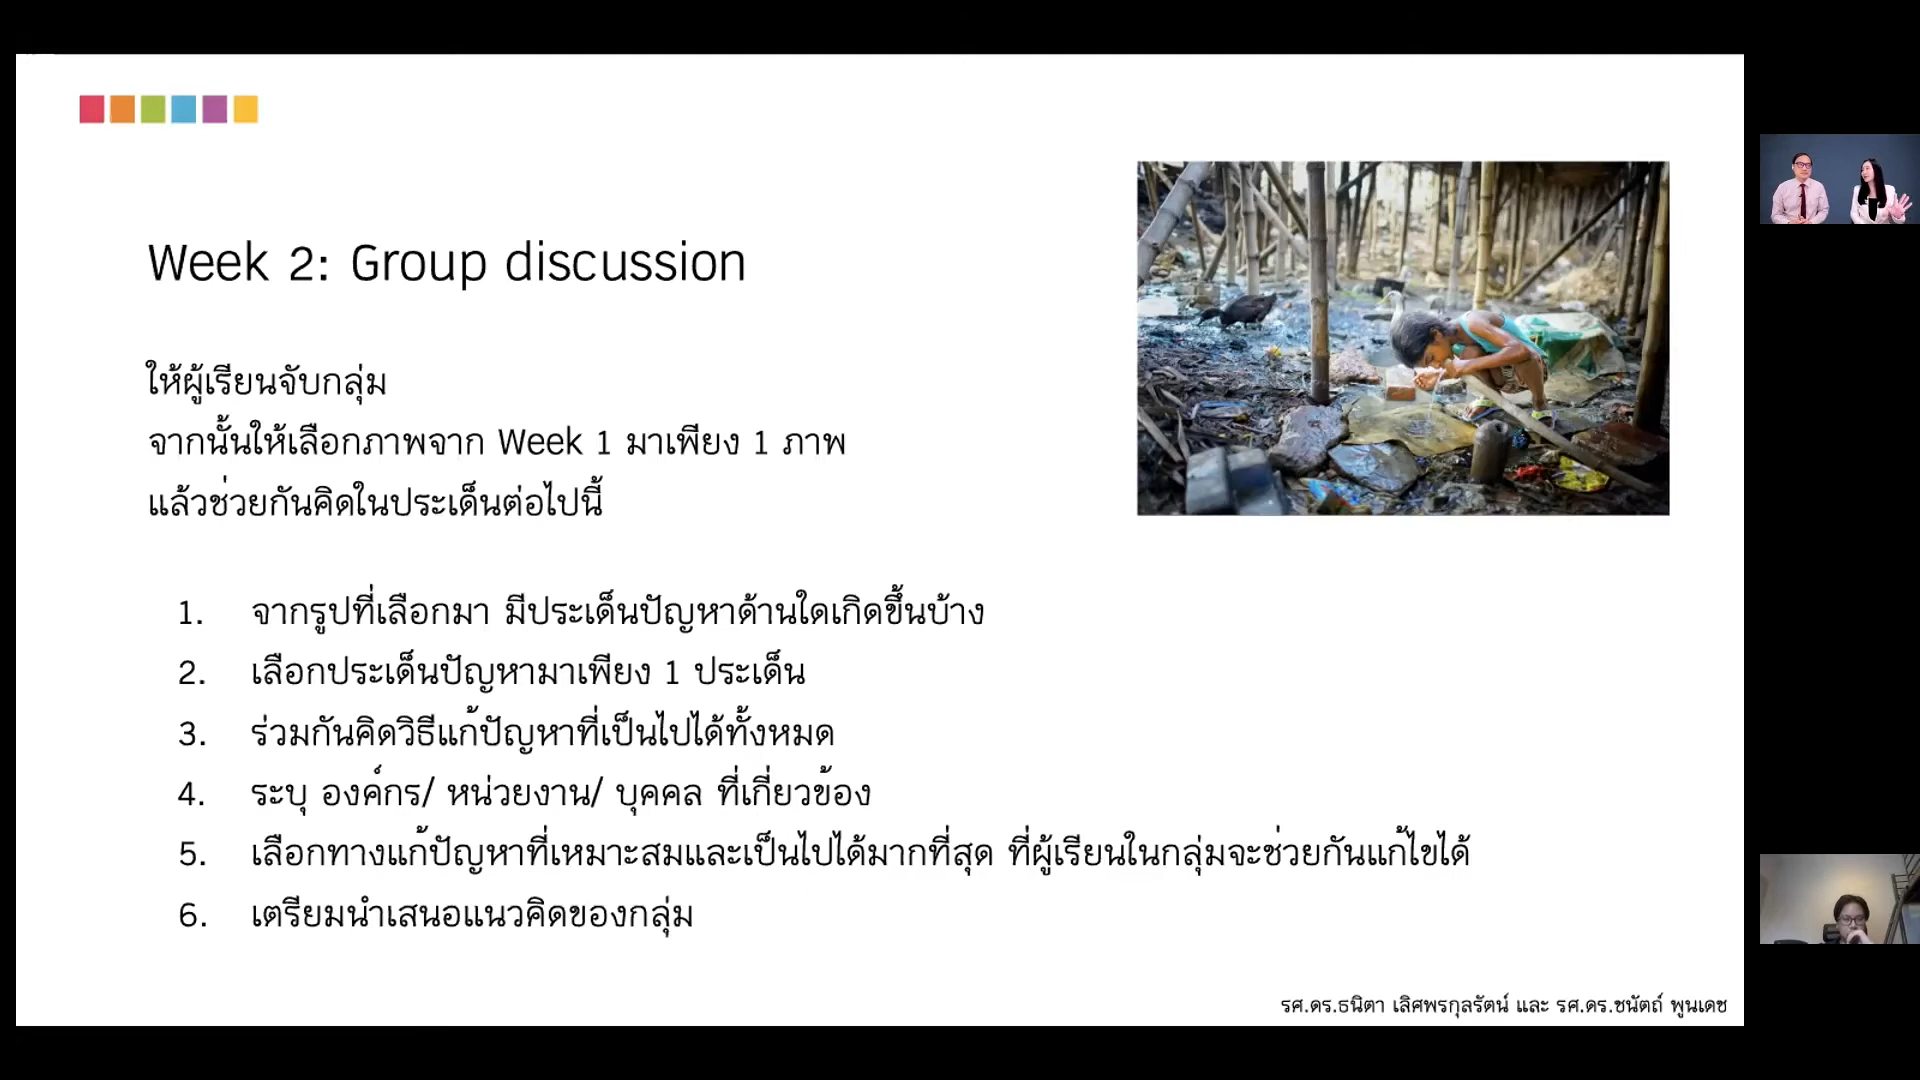 Week 2: Group discussion
ให้ผู้เรียนจับกลุ่ม
จากนั้นให้เลือกภาพจาก Week 1 มาเพียง 1 ภาพ
แล้วช่วยกันคิดในประเด็นต่อไปนี้
1. จากรูปที่เลือกมา มีประเด็นปัญหาด้านใดเกิดขึ้นบ้าง
2. เลือกประเด็นปัญหามาเพียง 1 ประเด็น
3. ร่วมกันคิดวิธีแก้ปัญหาที่เป็นไปได้ทั้งหมด
4. ระบุ องค์กร/ หน่วยงาน/ บุคคล ที่เกี่ยวข้อง
5. เลือกทางแก้ปัญหาที่เหมาะสมและเป็นไปได้มากที่สุด ที่ผู้เรียนในกลุ่มจะช่วยกันแก้ไขได้
6. เตรียมนำเสนอแนวคิดของกลุ่ม
รศ.ดร.ธนิตา เลิศพรกุลรัตน์ และ รศ.ดร.ชนัตถ์ พูนเดช